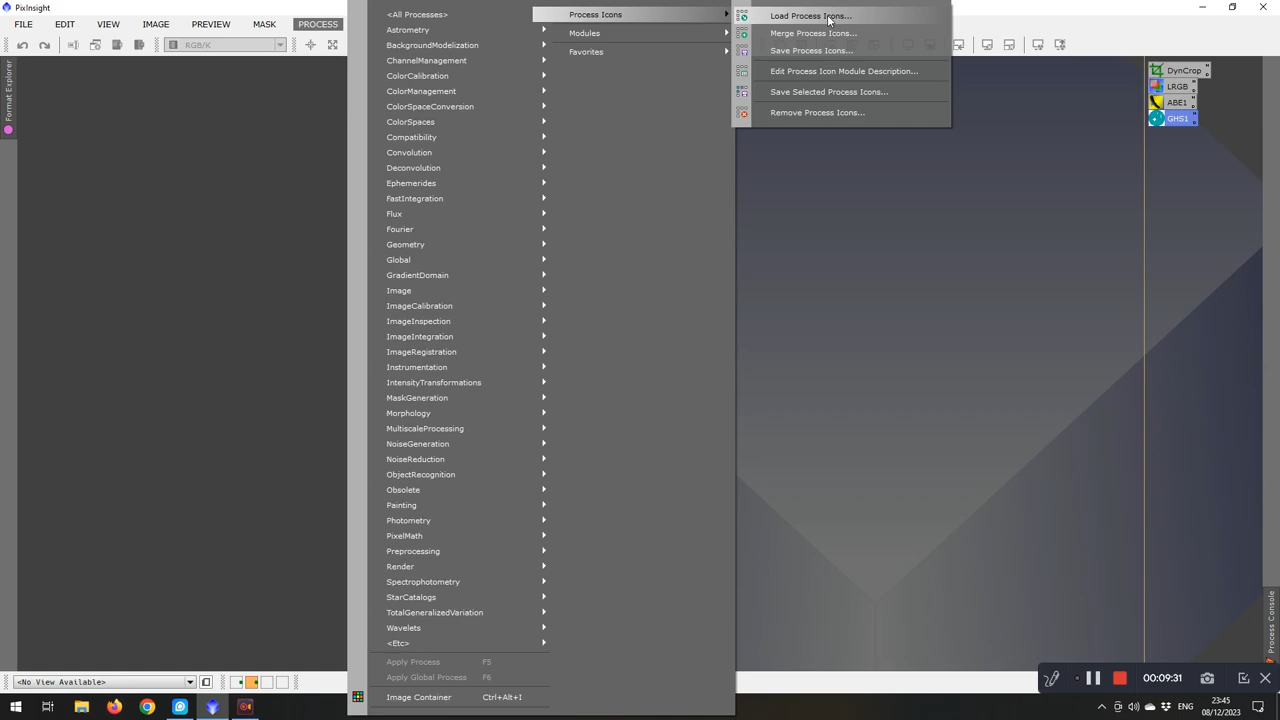 PixInsight
FILE EDIT VIEW IMAGE PREVIEW MASK PROCESS
RGB/K
Format Explorer
<All Processes>
Astrometry
BackgroundModelization
ChannelManagement
ColorCalibration
ColorManagement
ColorSpaceConversion
ColorSpaces
Compatibility
Convolution
Deconvolution
Ephemerides
FastIntegration
Flux
Fourier
Geometry
Global
GradientDomain
Image
ImageCalibration
ImageInspection
ImageIntegration
ImageRegistration
Instrumentation
IntensityTransformations
MaskGeneration
Morphology
MultiscaleProcessing
NoiseGeneration
NoiseReduction
ObjectRecognition
Obsolete
Painting
Photometry
PixelMath
Preprocessing
Render
Spectrophotometry
StarCatalogs
TotalGeneralizedVariation
Wavelets
<Etc>
Apply Process F5
Apply Global Process F6
Image Container Ctrl+Alt+I
Process Icons
Modules
Favorites
Load Process Icons...
Merge Process Icons...
Save Process Icons...
Edit Process Icon Module Description...
Save Selected Process Icons...
Remove Process Icons...
DynCrop
RGB
ABE1
GHS1
Process Console
<No View Available>
00:00:31
23:45
08/12/2023